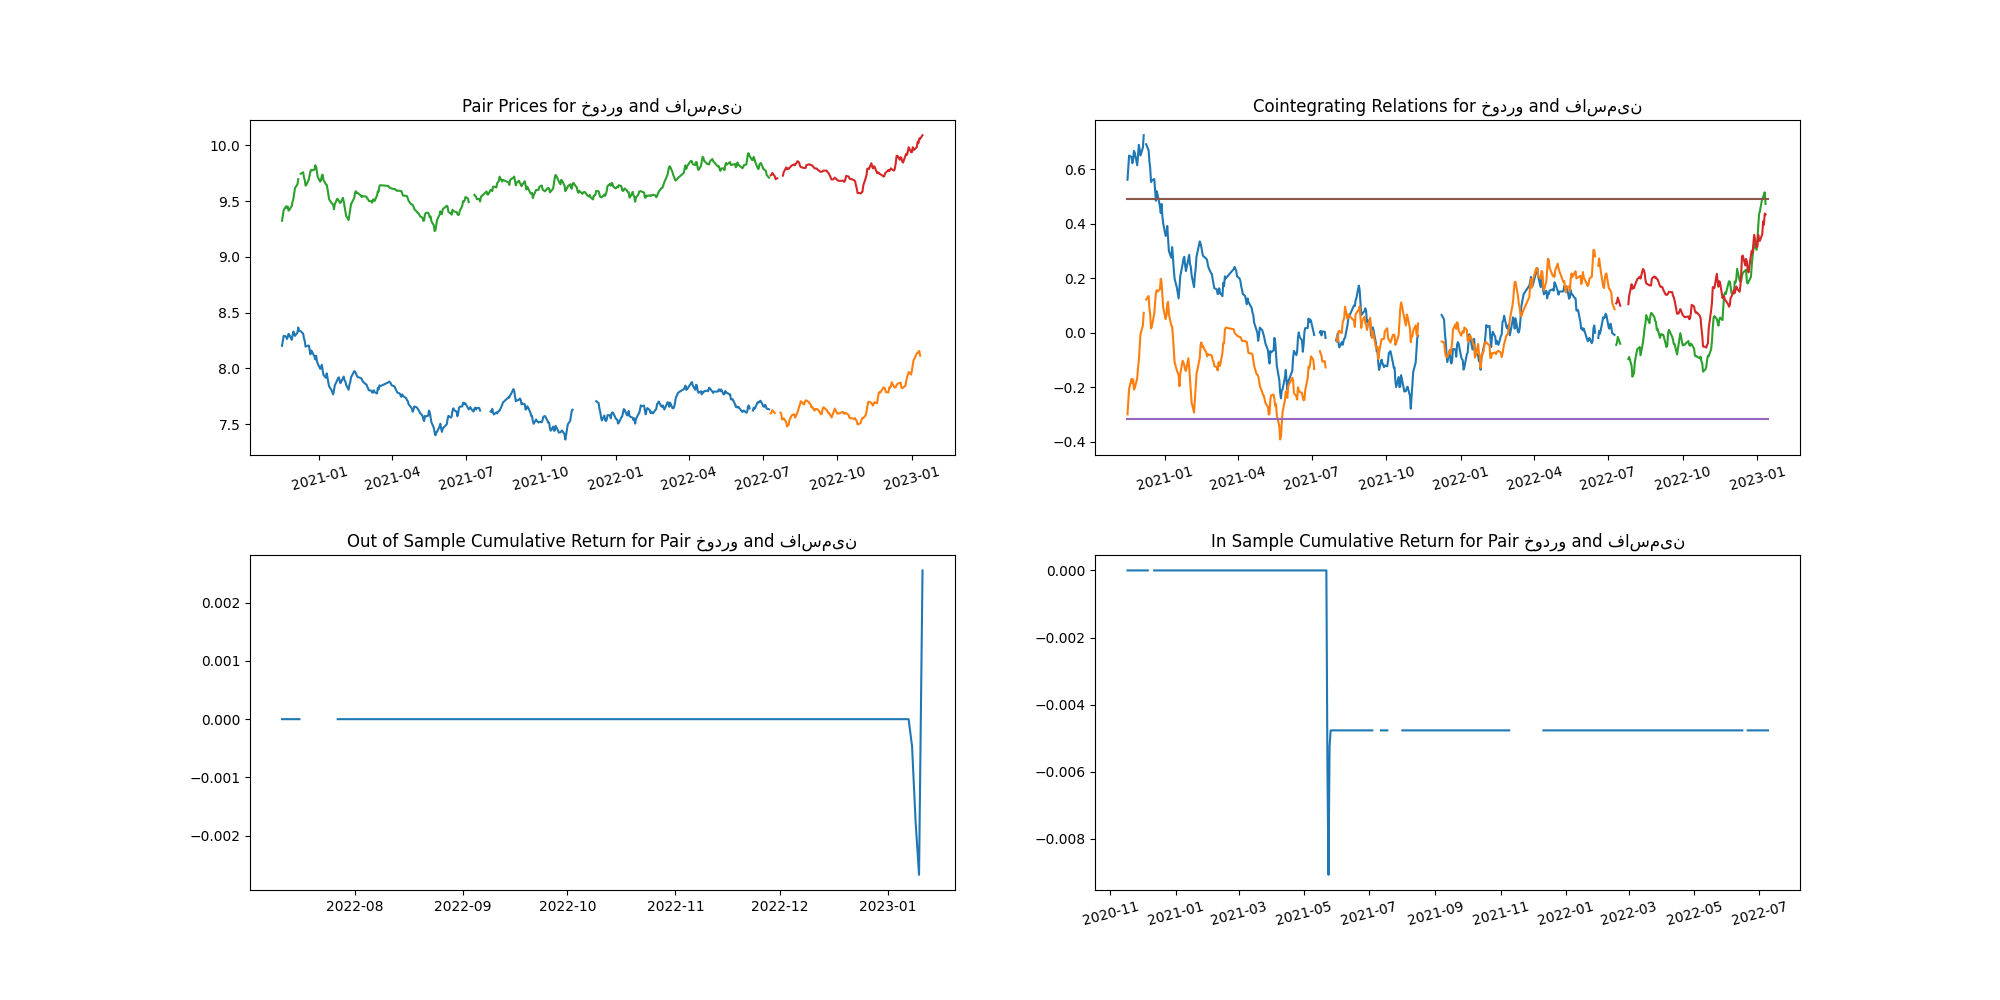 Pair Prices for خودرو and فاسمین
10.0
9.5
9.0
8.5
8.0
7.5
2021-01 2021-04 2021-07 2021-10 2022-01 2022-04 2022-07 2022-10 2023-01
Cointegrating Relations for خودرو and فاسمین
0.6
0.4
0.2
0.0
−0.2
−0.4
2021-01 2021-04 2021-07 2021-10 2022-01 2022-04 2022-07 2022-10 2023-01
Out of Sample Cumulative Return for Pair خودرو and فاسمین
0.002
0.001
0.000
−0.001
−0.002
2022-08 2022-09 2022-10 2022-11 2022-12 2023-01
In Sample Cumulative Return for Pair خودرو and فاسمین
0.000
−0.002
−0.004
−0.006
−0.008
2020-11 2021-01 2021-03 2021-05 2021-07 2021-09 2021-11 2022-01 2022-03 2022-05 2022-07